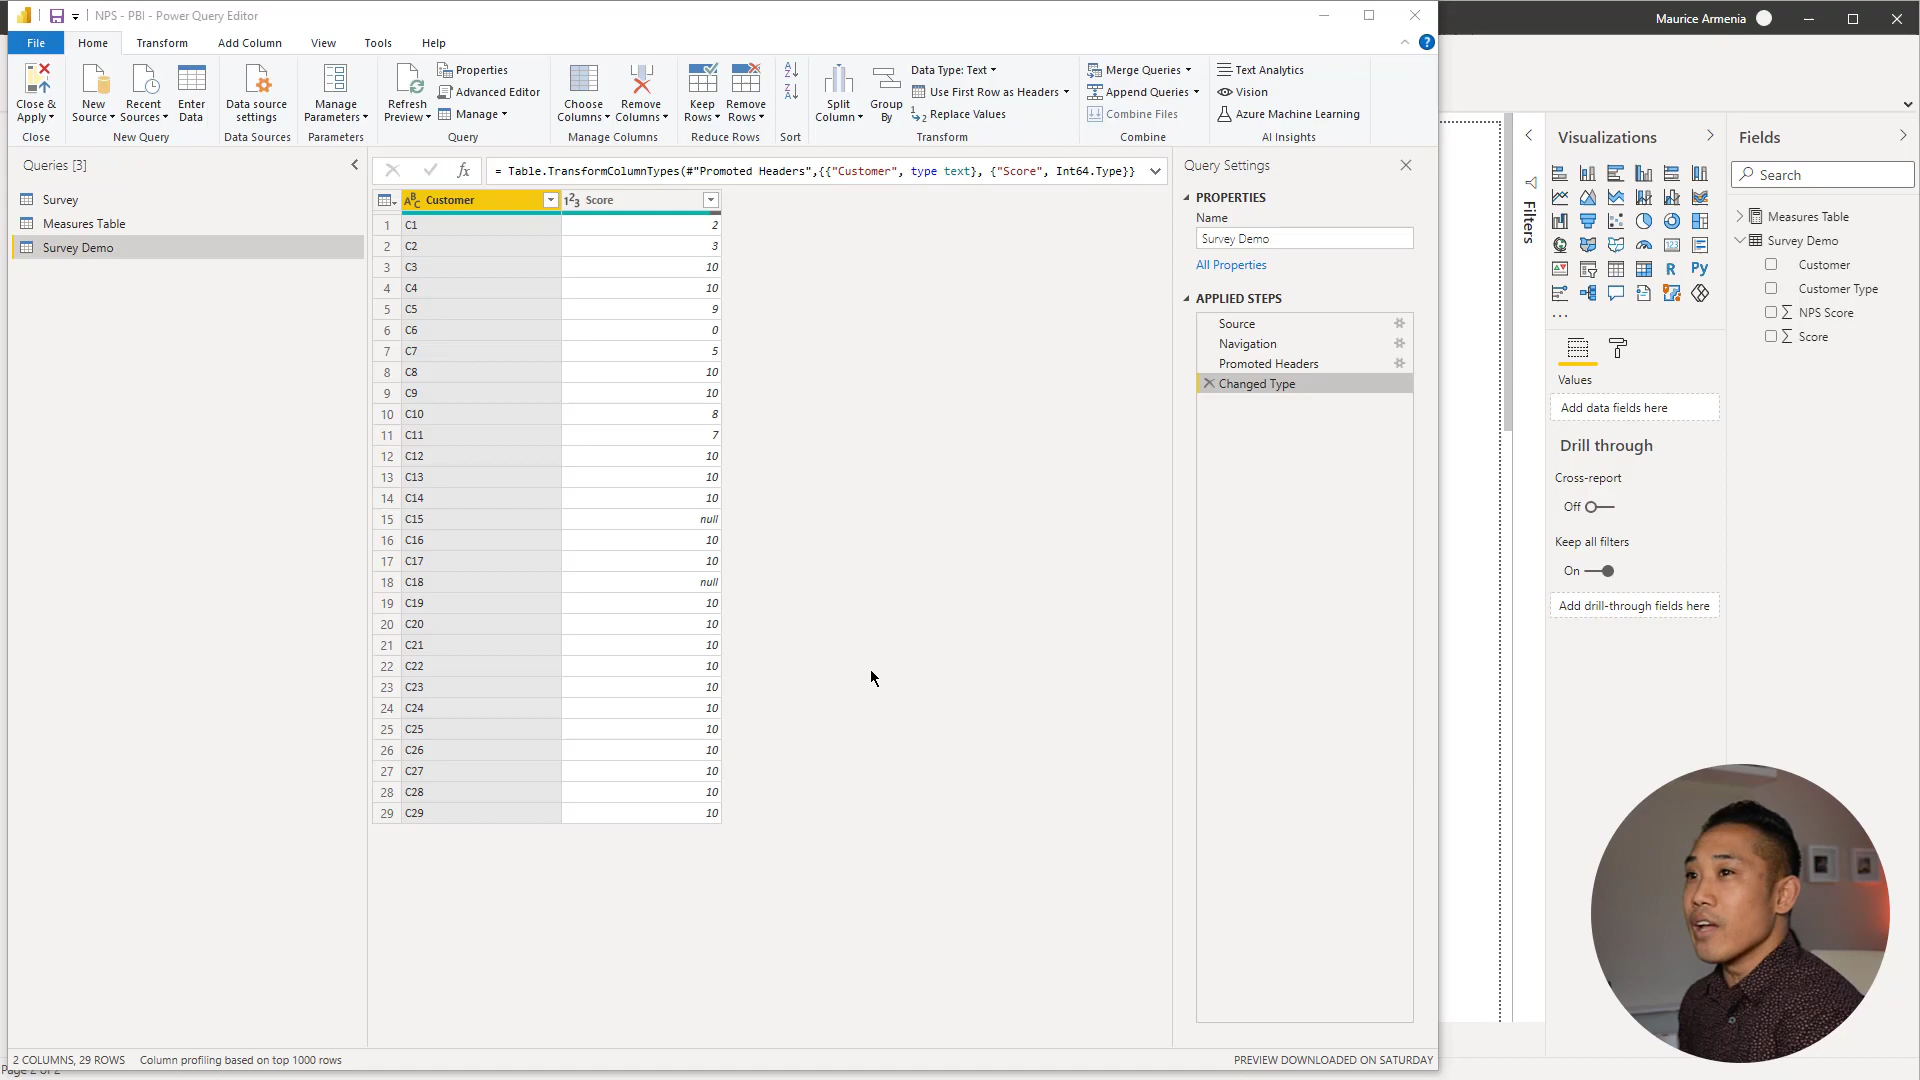 NPS - PBI - Power Query Editor
Maurice Armenia
File Home Transform Add Column View Tools Help
Close & Apply
New Source
Recent Sources
Enter Data
Data source settings
Manage Parameters
Refresh Preview
Properties
Advanced Editor
Manage
Choose Columns
Remove Columns
Keep Rows
Remove Rows
Split Column
Group By
Data Type: Text
Use First Row as Headers
Replace Values
Merge Queries
Append Queries
Combine Files
Text Analytics
Vision
Azure Machine Learning
Close New Query Data Sources Parameters Query Manage Columns Reduce Rows Sort Transform Combine AI Insights
Queries [3]
Survey
Measures Table
Survey Demo
fx = Table.TransformColumnTypes(#"Promoted Headers",{{"Customer", type text}, {"Score", Int64.Type}}
ABC Customer 123 Score
1 C1 2
2 C2 3
3 C3 10
4 C4 10
5 C5 9
6 C6 0
7 C7 5
8 C8 10
9 C9 10
10 C10 8
11 C11 7
12 C12 10
13 C13 10
14 C14 10
15 C15 null
16 C16 10
17 C17 10
18 C18 null
19 C19 10
20 C20 10
21 C21 10
22 C22 10
23 C23 10
24 C24 10
25 C25 10
26 C26 10
27 C27 10
28 C28 10
29 C29 10
Query Settings
PROPERTIES
Name
Survey Demo
All Properties
APPLIED STEPS
Source
Navigation
Promoted Headers
Changed Type
Filters
Visualizations
123
R Py
Values
Add data fields here
Drill through
Cross-report
Off
Keep all filters
On
Add drill-through fields here
Fields
Search
Measures Table
Survey Demo
Customer
Customer Type
NPS Score
Score
2 COLUMNS, 29 ROWS Column profiling based on top 1000 rows
PREVIEW DOWNLOADED ON SATURDAY
Page 2 of 2